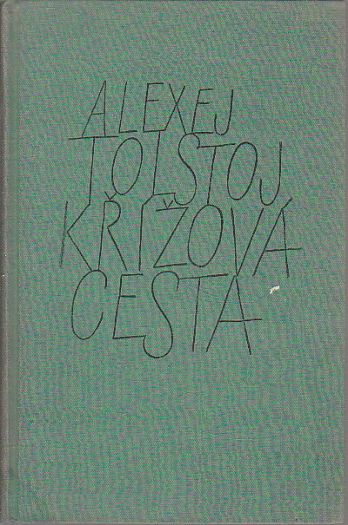 ALEXEJ
TOLSTOJ
KŘÍŽOVÁ
CESTA